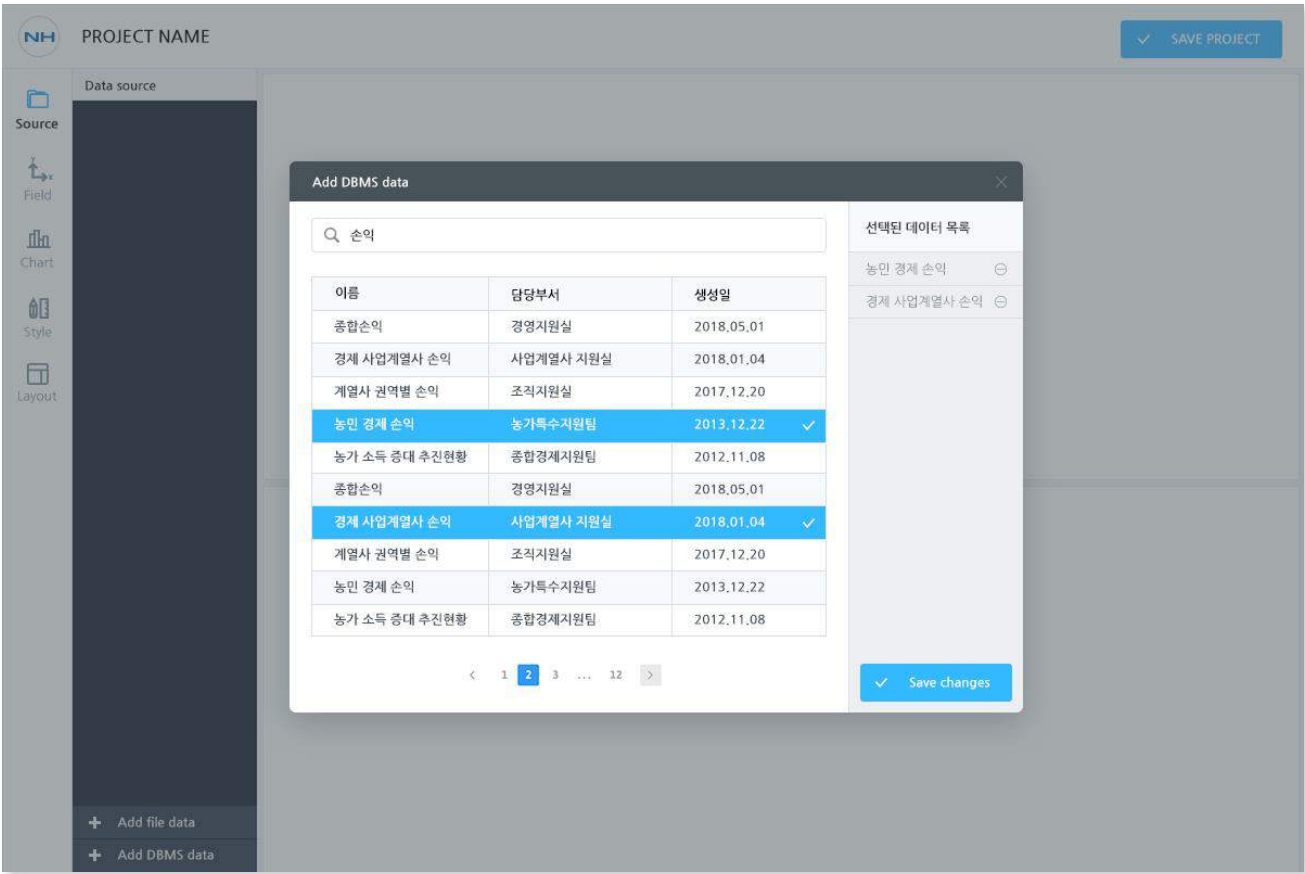 NH PROJECT NAME
SAVE PROJECT
Source
Field
Chart
Style
Layout
Data source
Add file data
Add DBMS data
Add DBMS data
손익
이름 담당부서 생성일
종합손익 경영지원실 2018.05.01
경제 사업계열사 손익 사업계열사 지원실 2018.01.04
계열사 권역별 손익 조직지원실 2017.12.20
농민 경제 손익 농가특수지원팀 2013.12.22
농가 소득 증대 추진현황 종합경제지원팀 2012.11.08
종합손익 경영지원실 2018.05.01
경제 사업계열사 손익 사업계열사 지원실 2018.01.04
계열사 권역별 손익 조직지원실 2017.12.20
농민 경제 손익 농가특수지원팀 2013.12.22
농가 소득 증대 추진현황 종합경제지원팀 2012.11.08
< 1 2 3 ... 12 >
선택된 데이터 목록
농민 경제 손익
경제 사업계열사 손익
Save changes